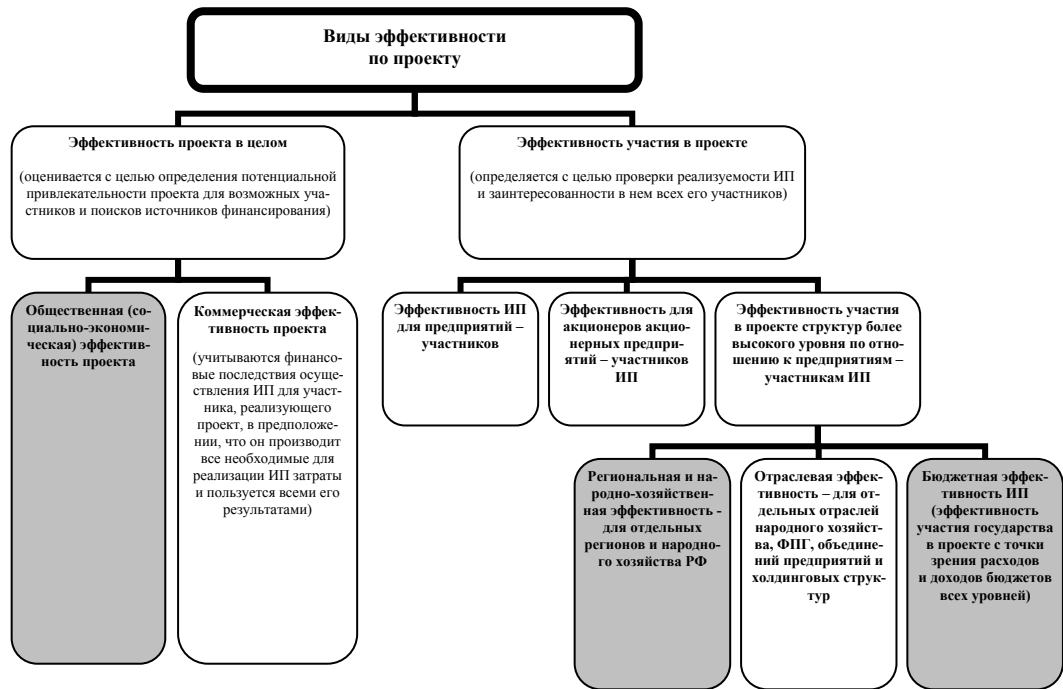 Виды эффективности
по проекту
Эффективность проекта в целом
(оценивается с целью определения потенциальной
привлекательности проекта для возможных уча-
стников и поисков источников финансирования)
Эффективность участия в проекте
(определяется с целью проверки реализуемости ИП
и заинтересованности в нем всех его участников)
Общественная (со-
циально-экономи-
ческая) эффектив-
ность проекта
Коммерческая эффек-
тивность проекта
(учитываются финансо-
вые последствия осуще-
ствления ИП для участ-
ника, реализующего
проект, в предположе-
нии, что он производит
все необходимые для
реализации ИП затраты
и пользуется всеми его
результатами)
Эффективность ИП
для предприятий –
участников
Эффективность для
акционеров акцио-
нерных предпри-
ятий – участников
ИП
Эффективность участия
в проекте структур более
высокого уровня по отно-
шению к предприятиям –
участникам ИП
Региональная и на-
родно-хозяйствен-
ная эффективность -
для отдельных
регионов и народно-
го хозяйства РФ
Отраслевая эффек-
тивность – для от-
дельных отраслей
народного хозяйст-
ва, ФПГ, объедине-
ний предприятий и
холдинговых струк-
тур
Бюджетная эффек-
тивность ИП
(эффективность
участия государства
в проекте с точки
зрения расходов
и доходов бюджетов
всех уровней)